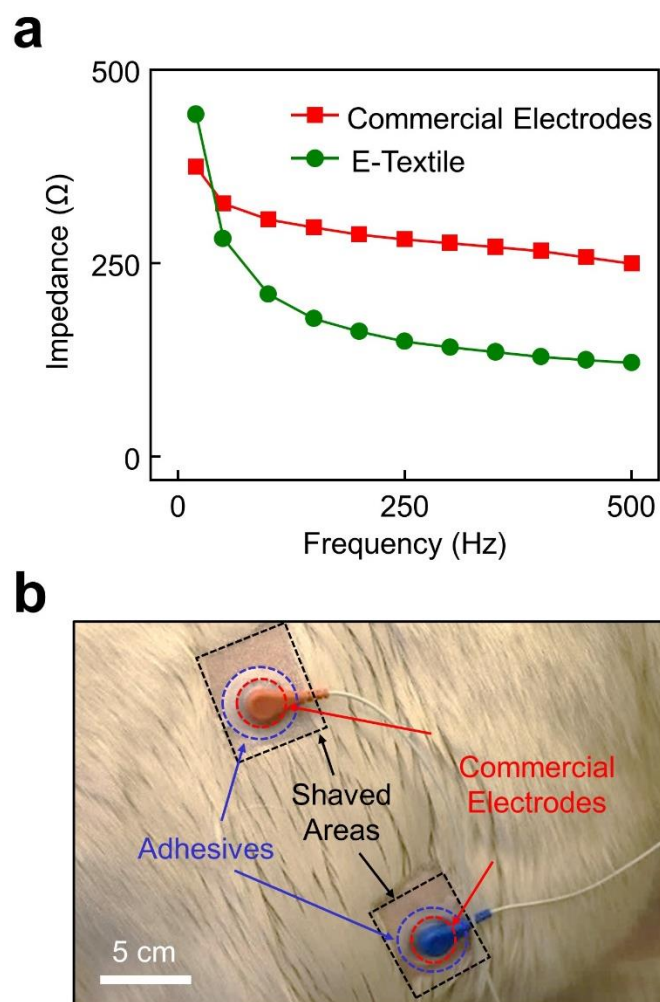 a
500
250
0
Impedance (Ω)
Commercial Electrodes
E-Textile
0
250
500
Frequency (Hz)
b
Commercial
Electrodes
Shaved
Areas
Adhesives
5 cm